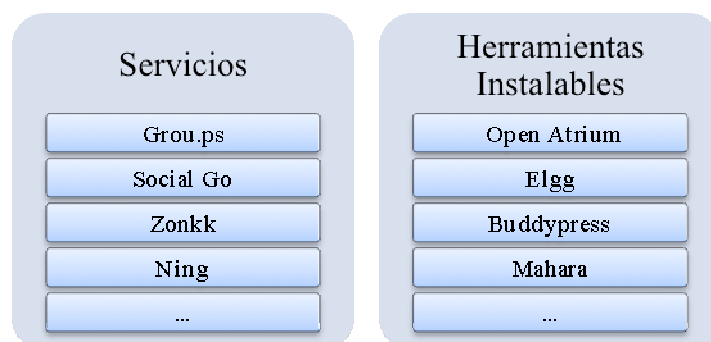 Servicios
Grou.ps
Social Go
Zonkk
Ning
...
Herramientas
Instalables
Open Atrium
Elgg
Buddypress
Mahara
...